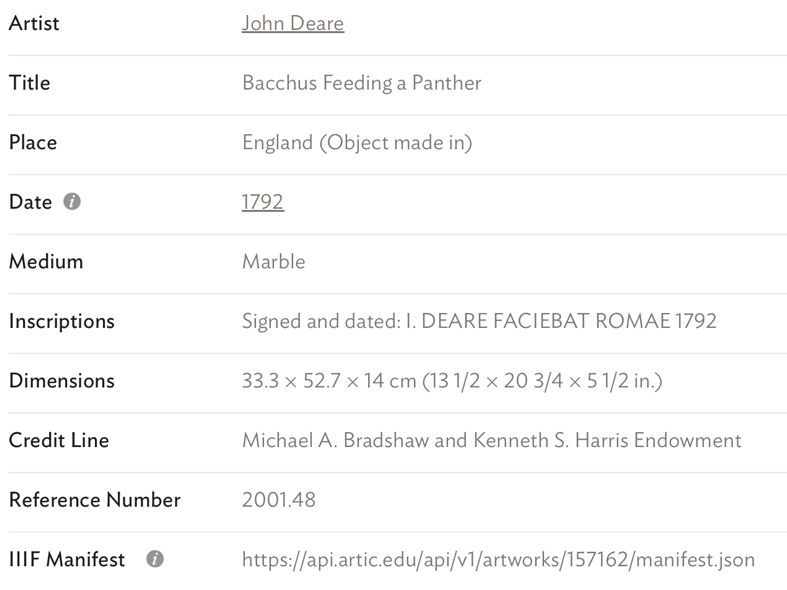 Artist John Deare
Title Bacchus Feeding a Panther
Place England (Object made in)
Date i 1792
Medium Marble
Inscriptions Signed and dated: I. DEARE FACIEBAT ROMAE 1792
Dimensions 33.3 × 52.7 × 14 cm (13 1/2 × 20 3/4 × 5 1/2 in.)
Credit Line Michael A. Bradshaw and Kenneth S. Harris Endowment
Reference Number 2001.48
IIIF Manifest i https://api.artic.edu/api/v1/artworks/157162/manifest.json